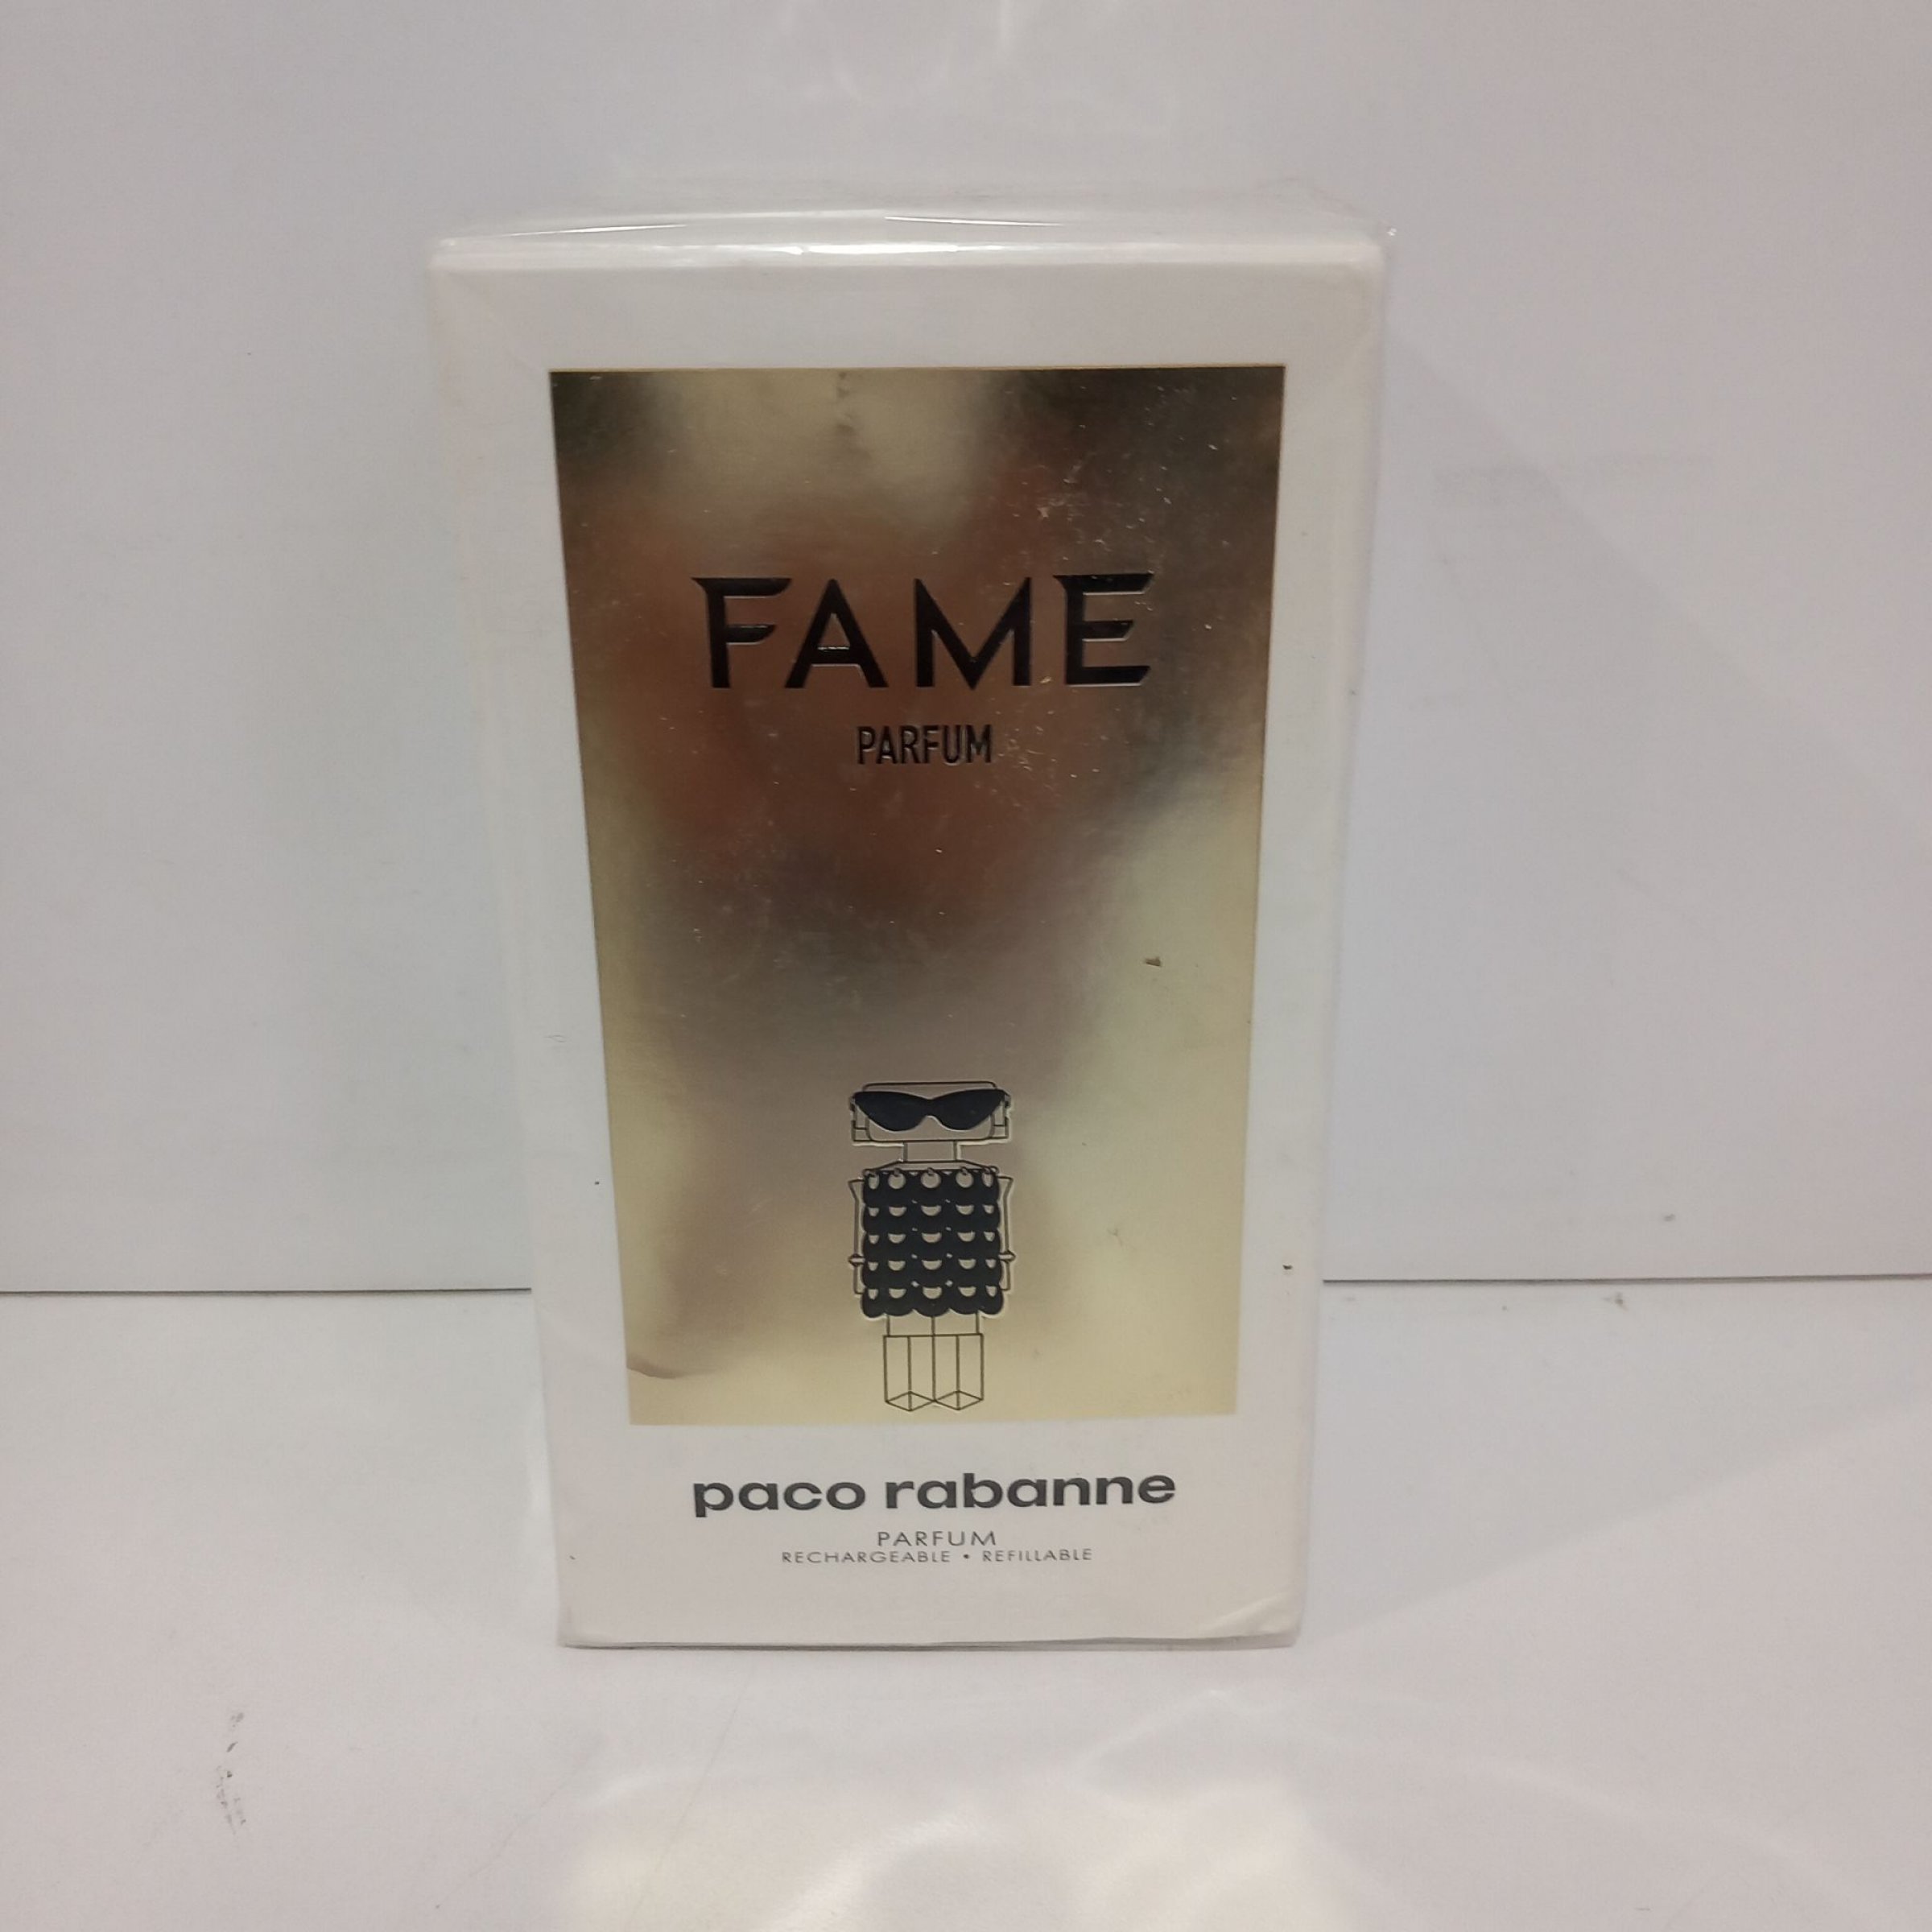 FAME
PARFUM
paco rabanne
PARFUM
RECHARGEABLE • REFILLABLE